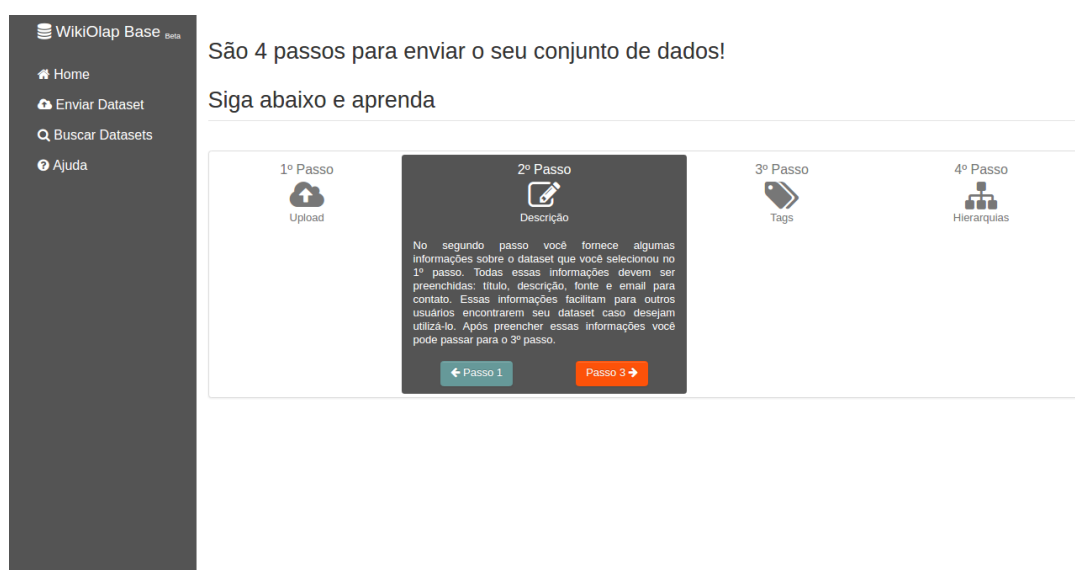 WikiOlap Base Beta
Home
Enviar Dataset
Buscar Datasets
Ajuda
São 4 passos para enviar o seu conjunto de dados!
Siga abaixo e aprenda
1º Passo
Upload
2º Passo
Descrição
No segundo passo você fornece algumas
informações sobre o dataset que você selecionou no
1º passo. Todas essas informações devem ser
preenchidas: título, descrição, fonte e email para
contato. Essas informações facilitam para outros
usuários encontrarem seu dataset caso desejam
utilizá-lo. Após preencher essas informações você
pode passar para o 3º passo.
Passo 1
Passo 3
3º Passo
Tags
4º Passo
Hierarquias